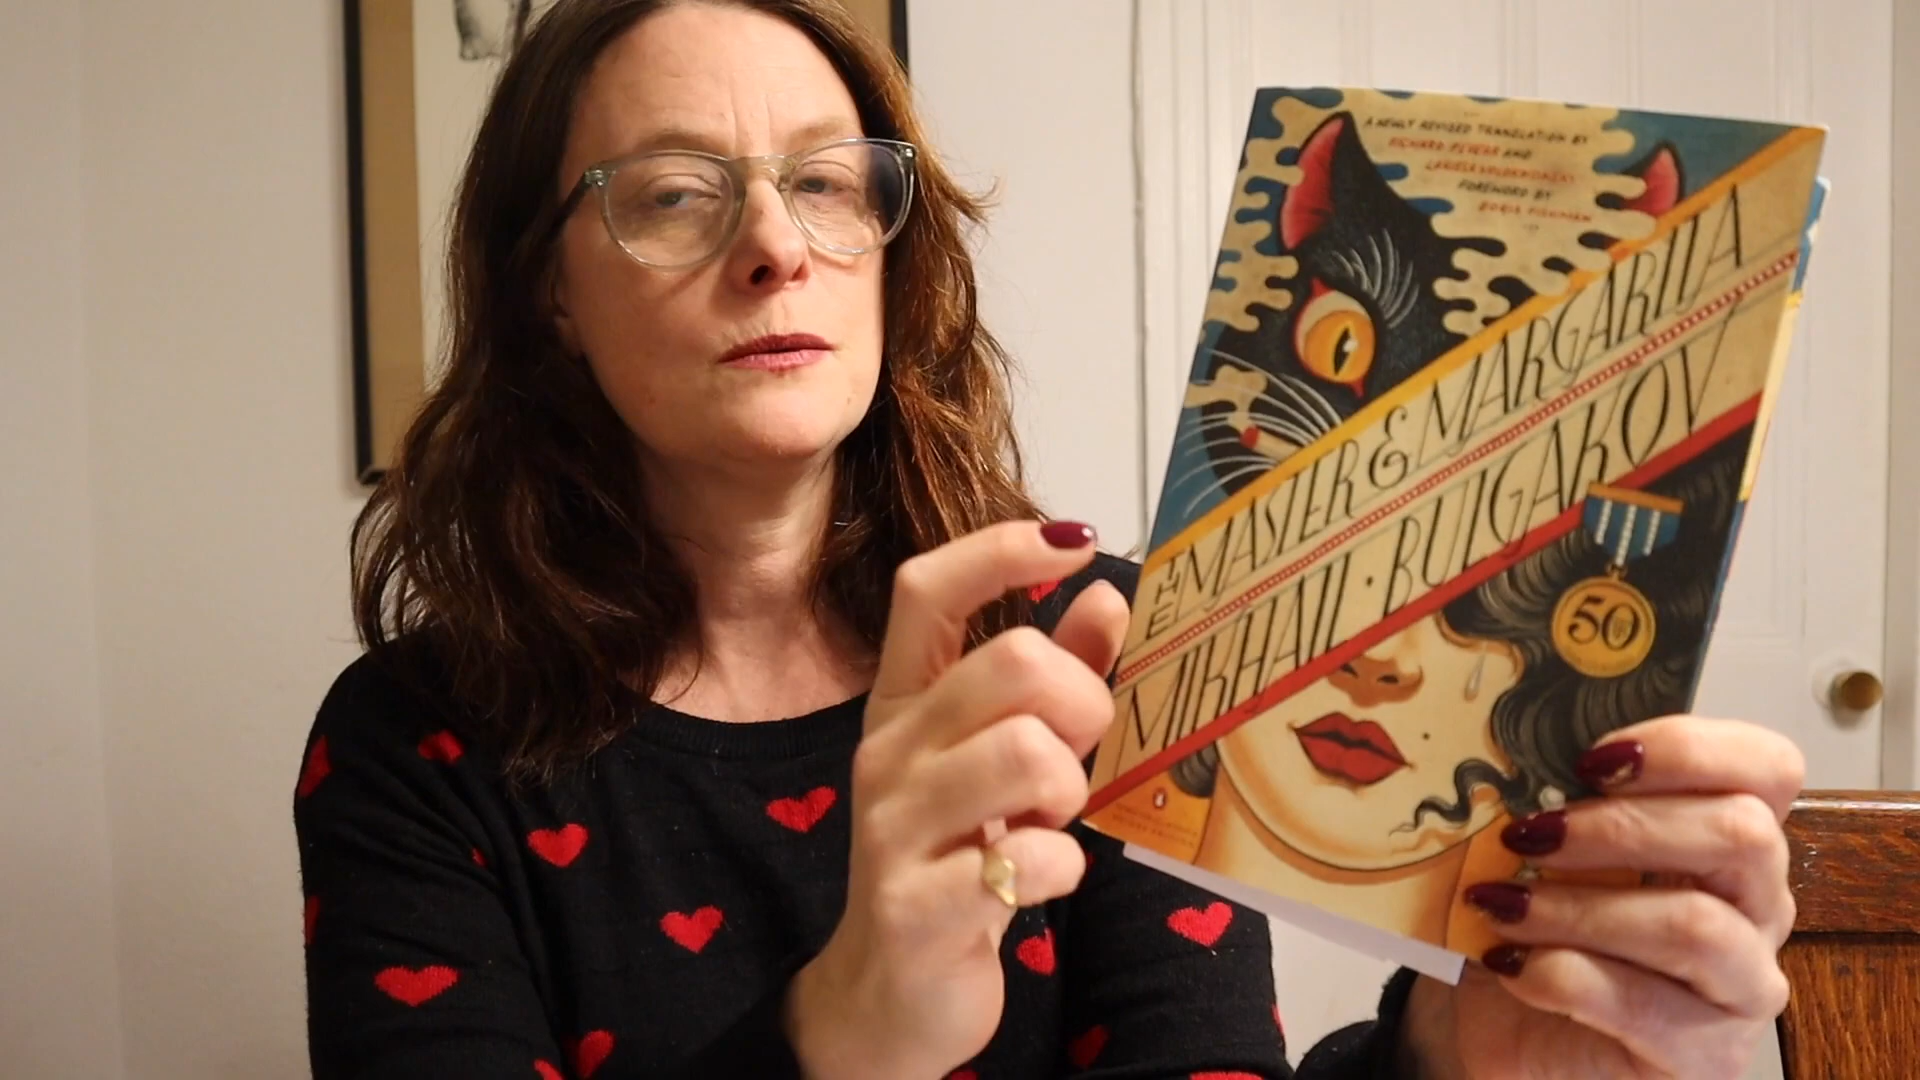 A NEWLY REVISED TRANSLATION BY
RICHARD PEVEAR AND
LARISSA VOLOKHONSKY
FOREWORD BY
BORIS FISHMAN
THE MASTER & MARGARITA
MIKHAIL · BULGAKOV
50